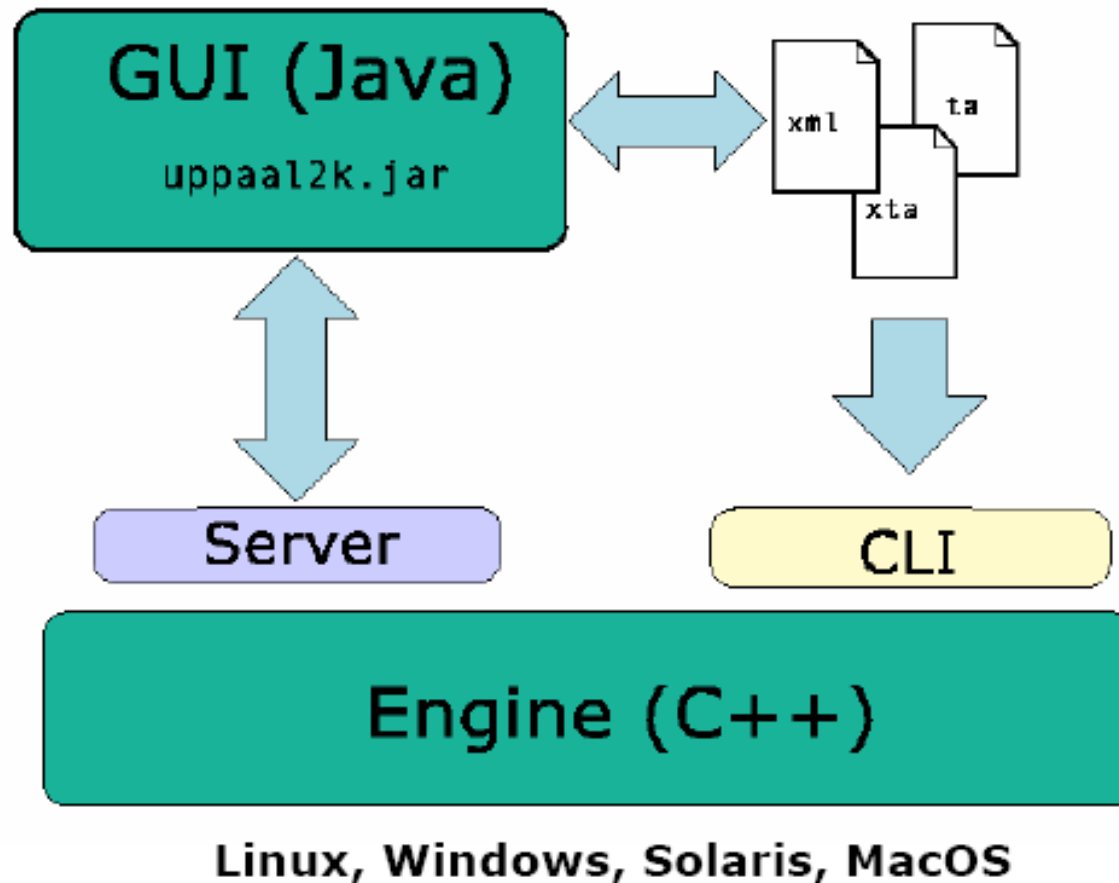 GUI (Java)
uppaal2k.jar
xml
ta
xta
Server
CLI
Engine (C++)
Linux, Windows, Solaris, MacOS